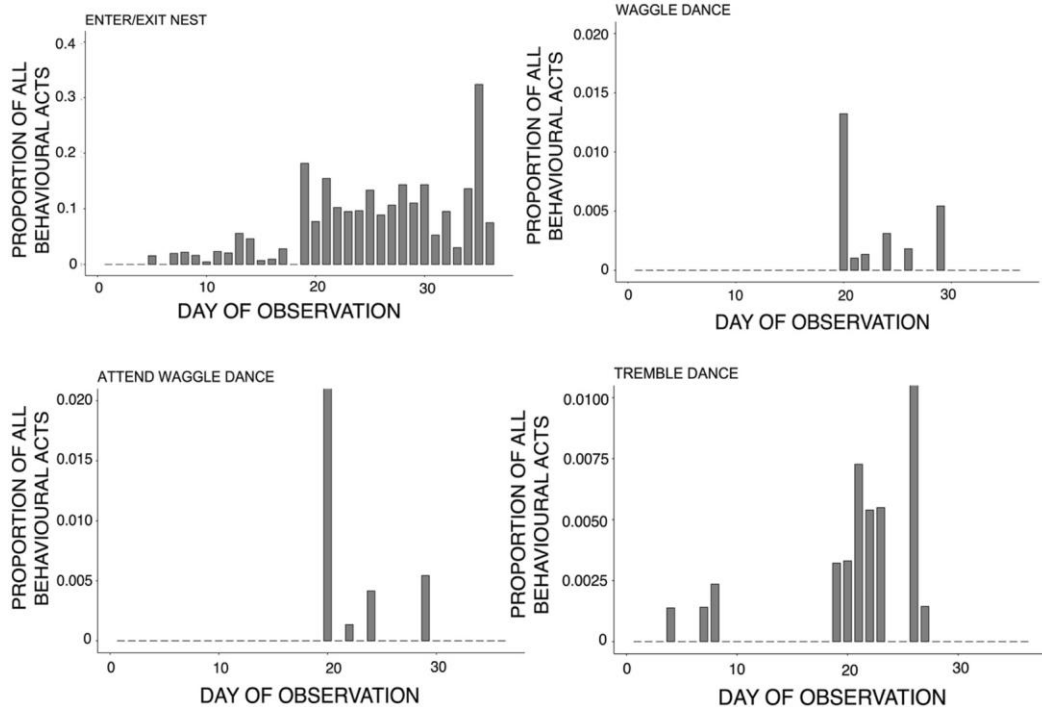 ENTER/EXIT NEST
PROPORTION OF ALL
BEHAVIOURAL ACTS
0.4
0.3
0.2
0.1
0
0
20
30
DAY OF OBSERVATION
WAGGLE DANCE
PROPORTION OF ALL
BEHAVIOURAL ACTS
0.020
0.015
0.010
0.005
0
0
10
20
30
DAY OF OBSERVATION
ATTEND WAGGLE DANCE
PROPORTION OF ALL
BEHAVIOURAL ACTS
0.020
0.015
0.010
0.005
0
0
20
30
DAY OF OBSERVATION
TREMBLE DANCE
PROPORTION OF ALL
BEHAVIOURAL ACTS
0.0100
0.0075
0.0050
0.0025
0
0
10
20
30
DAY OF OBSERVATION